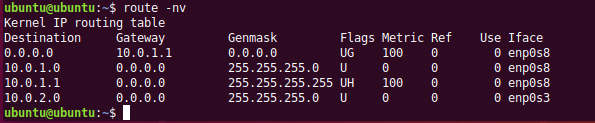 ubuntu@ubuntu:~$ route -nv
Kernel IP routing table
Destination     Gateway         Genmask         Flags Metric Ref    Use Iface
0.0.0.0         10.0.1.1        0.0.0.0         UG    100    0        0 enp0s8
10.0.1.0        0.0.0.0         255.255.255.0   U     0      0        0 enp0s8
10.0.1.1        0.0.0.0         255.255.255.255 UH    100    0        0 enp0s8
10.0.2.0        0.0.0.0         255.255.255.0   U     0      0        0 enp0s3
ubuntu@ubuntu:~$